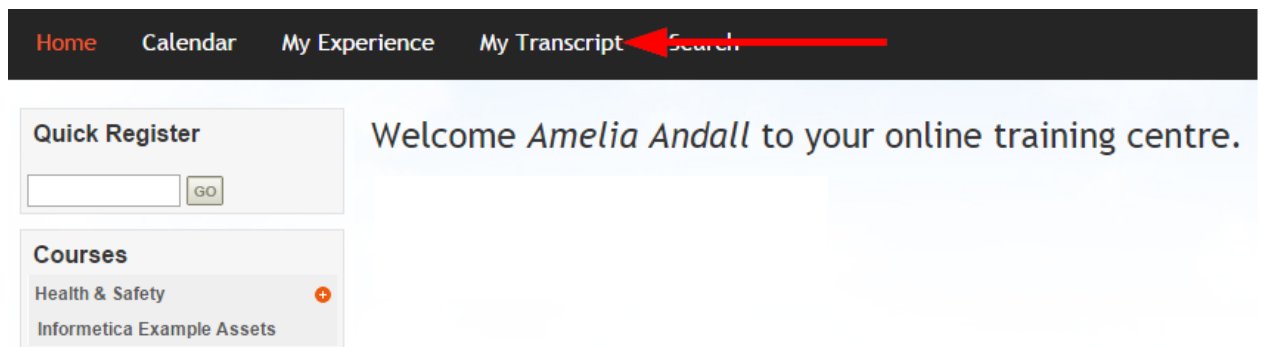 Home Calendar My Experience My Transcript Search
Quick Register
Welcome Amelia Andall to your online training centre.
GO
Courses
Health & Safety
Informetica Example Assets